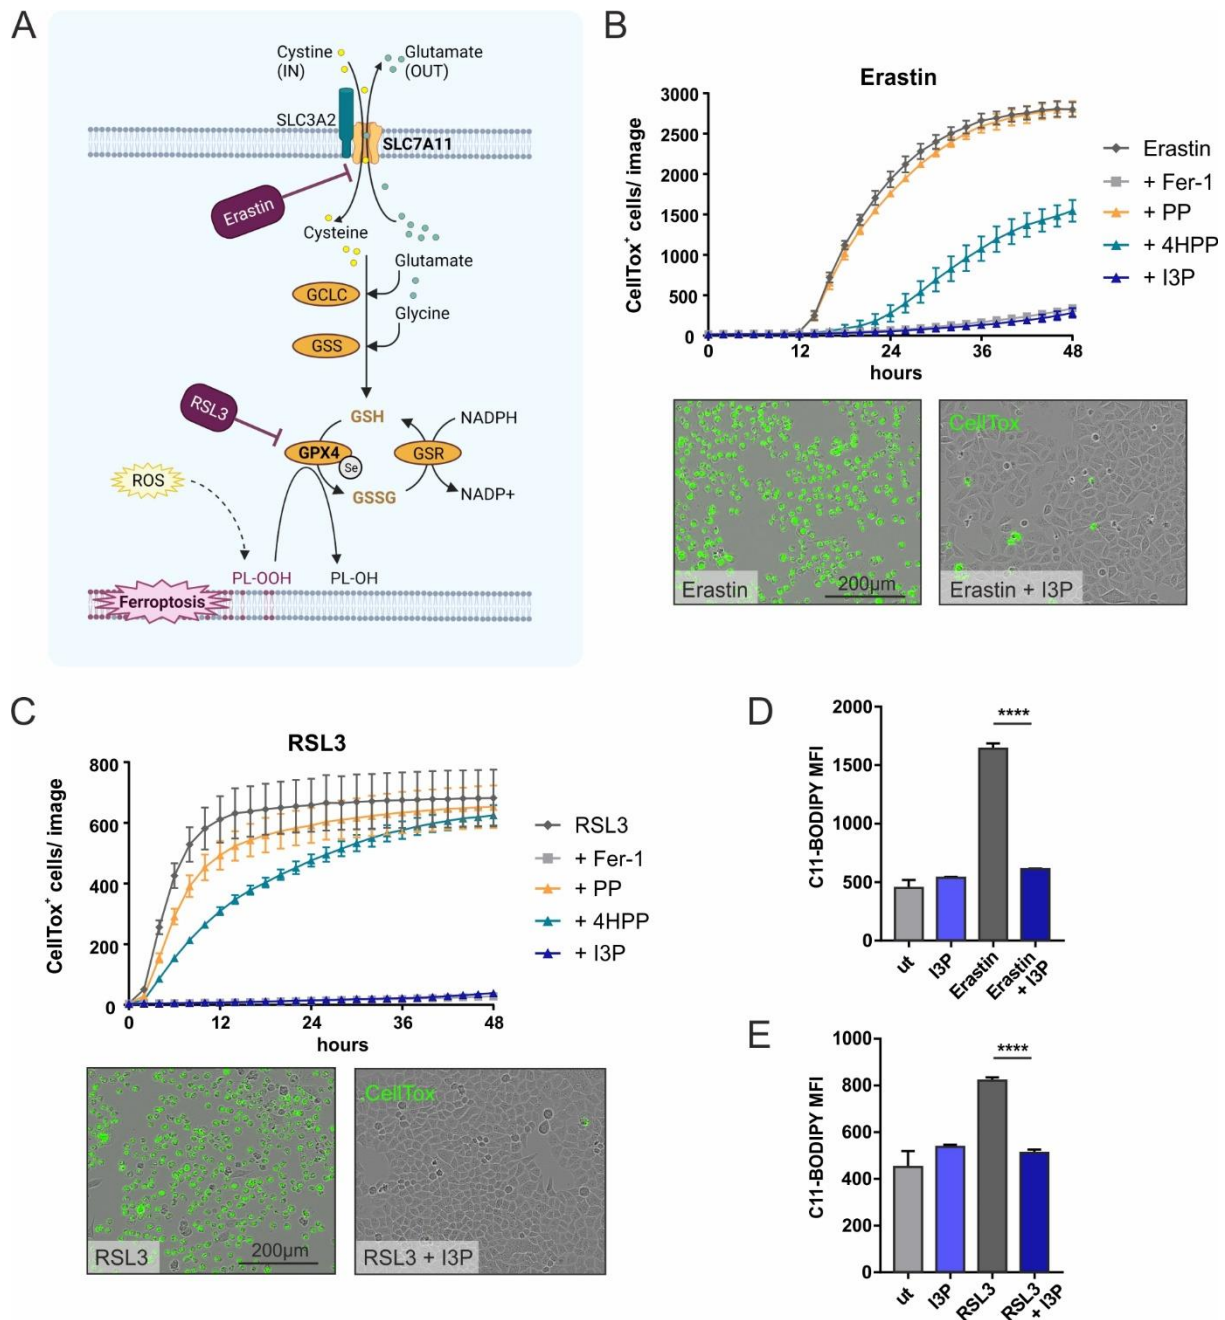 A
Cystine
(IN)
Glutamate
(OUT)
SLC3A2
SLC7A11
Erastin
Cysteine
Glutamate
GCLC
Glycine
GSS
RSL3
GSH
NADPH
GPX4
Se
GSR
ROS
GSSG
NADP+
PL-OOH
PL-OH
Ferroptosis
B
Erastin
CellTox⁺ cells/ image
3000
2500
2000
1500
1000
500
0
0
12
24
36
48
hours
Erastin
+ Fer-1
+ PP
+ 4HPP
+ I3P
Erastin
200µm
CellTox
Erastin + I3P
C
RSL3
CellTox⁺ cells/ image
800
600
400
200
0
0
12
24
36
48
hours
RSL3
+ Fer-1
+ PP
+ 4HPP
+ I3P
RSL3
200µm
CellTox
RSL3 + I3P
D
C11-BODIPY MFI
2000
1500
1000
500
0
****
ut
I3P
Erastin
Erastin
+ I3P
E
C11-BODIPY MFI
1000
800
600
400
200
0
****
ut
I3P
RSL3
RSL3
+ I3P